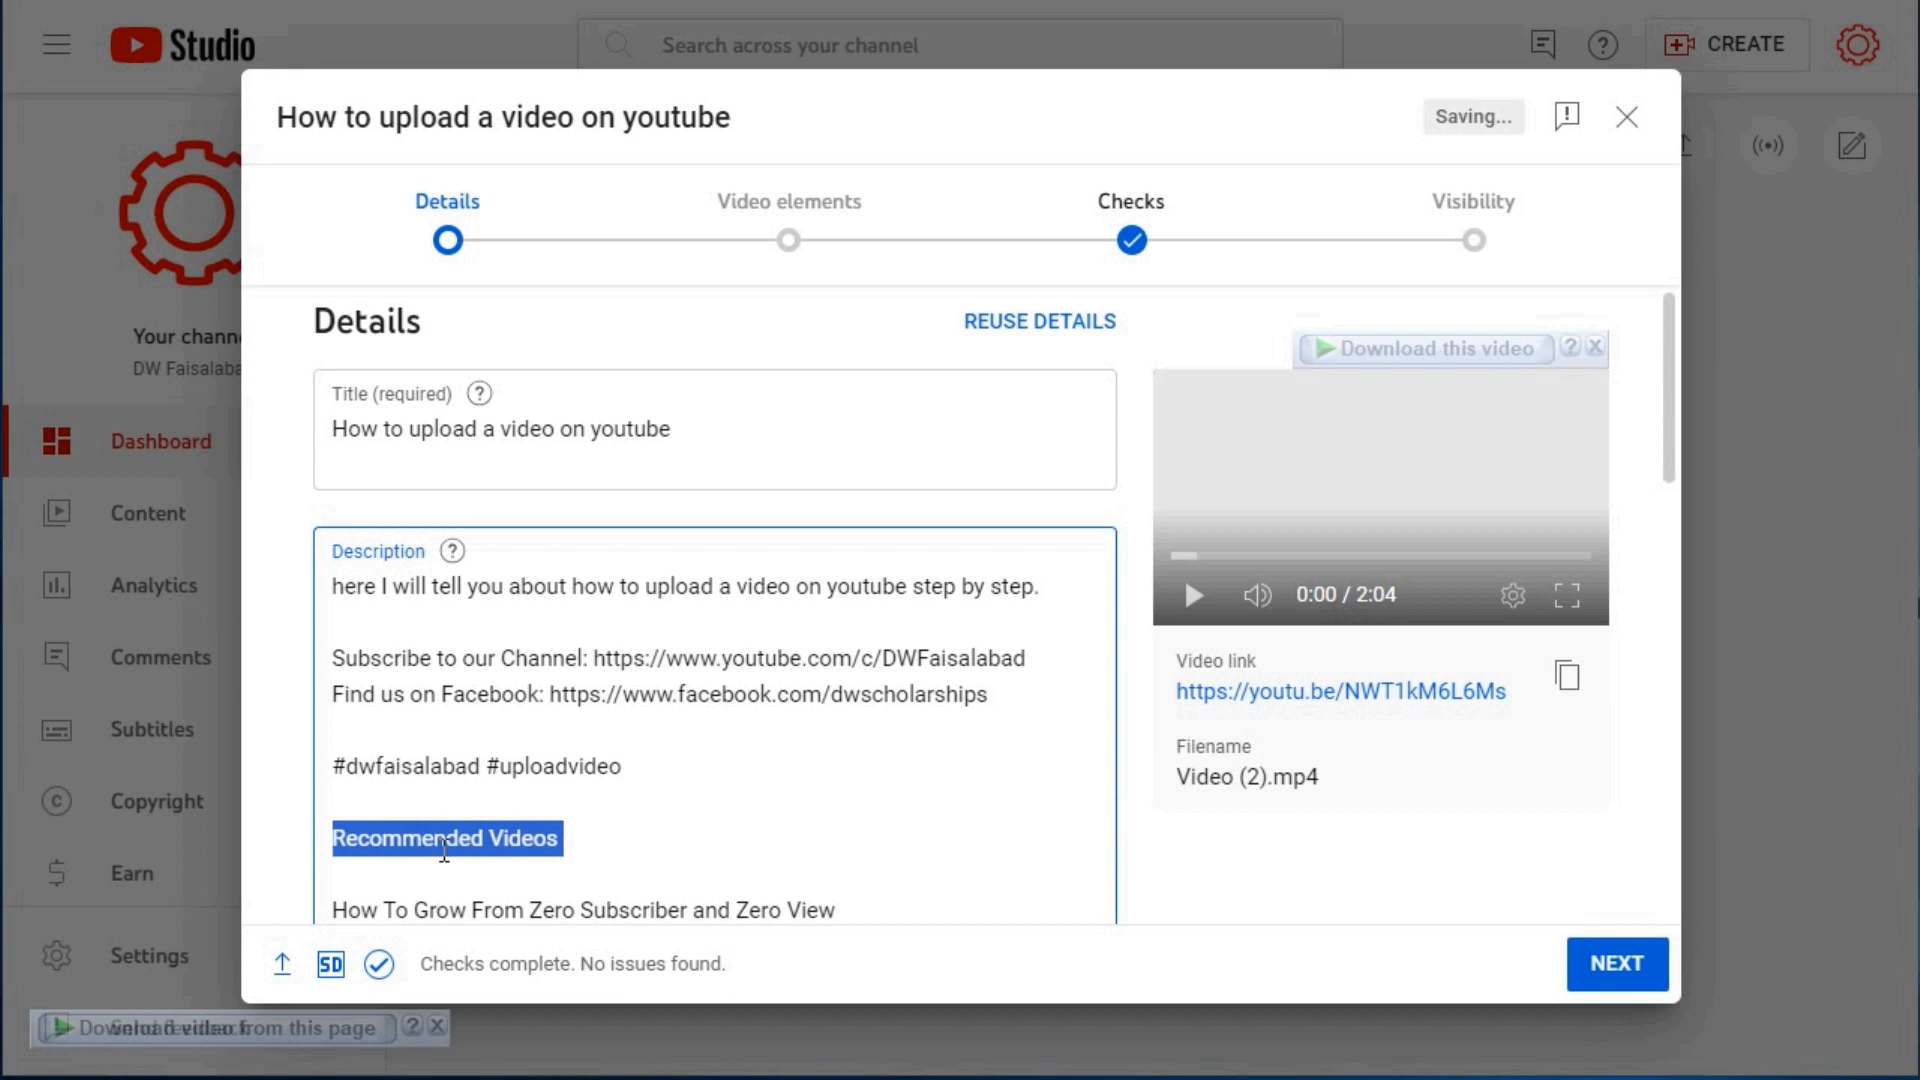 Studio
Search across your channel
CREATE
How to upload a video on youtube
Saving...
Details
Video elements
Checks
Visibility
Details
REUSE DETAILS
Download this video
Title (required)
How to upload a video on youtube
Description
here I will tell you about how to upload a video on youtube step by step.
Subscribe to our Channel: https://www.youtube.com/c/DWFaisalabad
Find us on Facebook: https://www.facebook.com/dwscholarships
#dwfaisalabad #uploadvideo
Recommended Videos
How To Grow From Zero Subscriber and Zero View
0:00 / 2:04
Video link
https://youtu.be/NWT1kM6L6Ms
Filename
Video (2).mp4
SD
Checks complete. No issues found.
NEXT
Your chann
DW Faisalaba
Dashboard
Content
Analytics
Comments
Subtitles
Copyright
Earn
Settings
Download video from this page